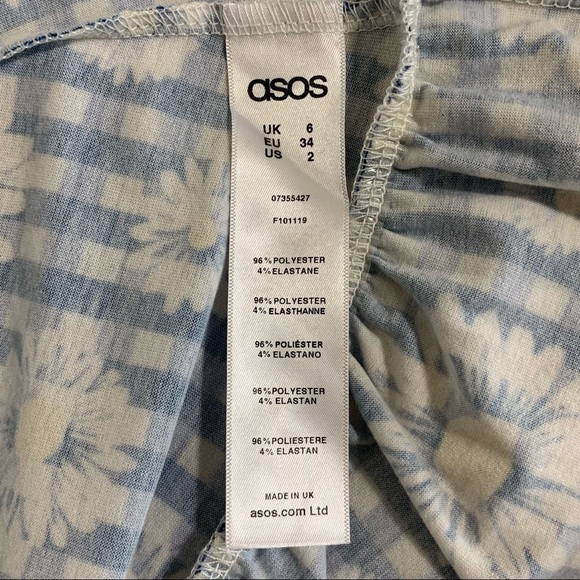 asos
UK 6
EU 34
US 2
07355427
F101119
96% POLYESTER
4% ELASTANE
96% POLYESTER
4% ELASTHANNE
96% POLIÉSTER
4% ELASTANO
96% POLYESTER
4% ELASTAN
96% POLIESTERE
4% ELASTAN
MADE IN UK
asos.com Ltd